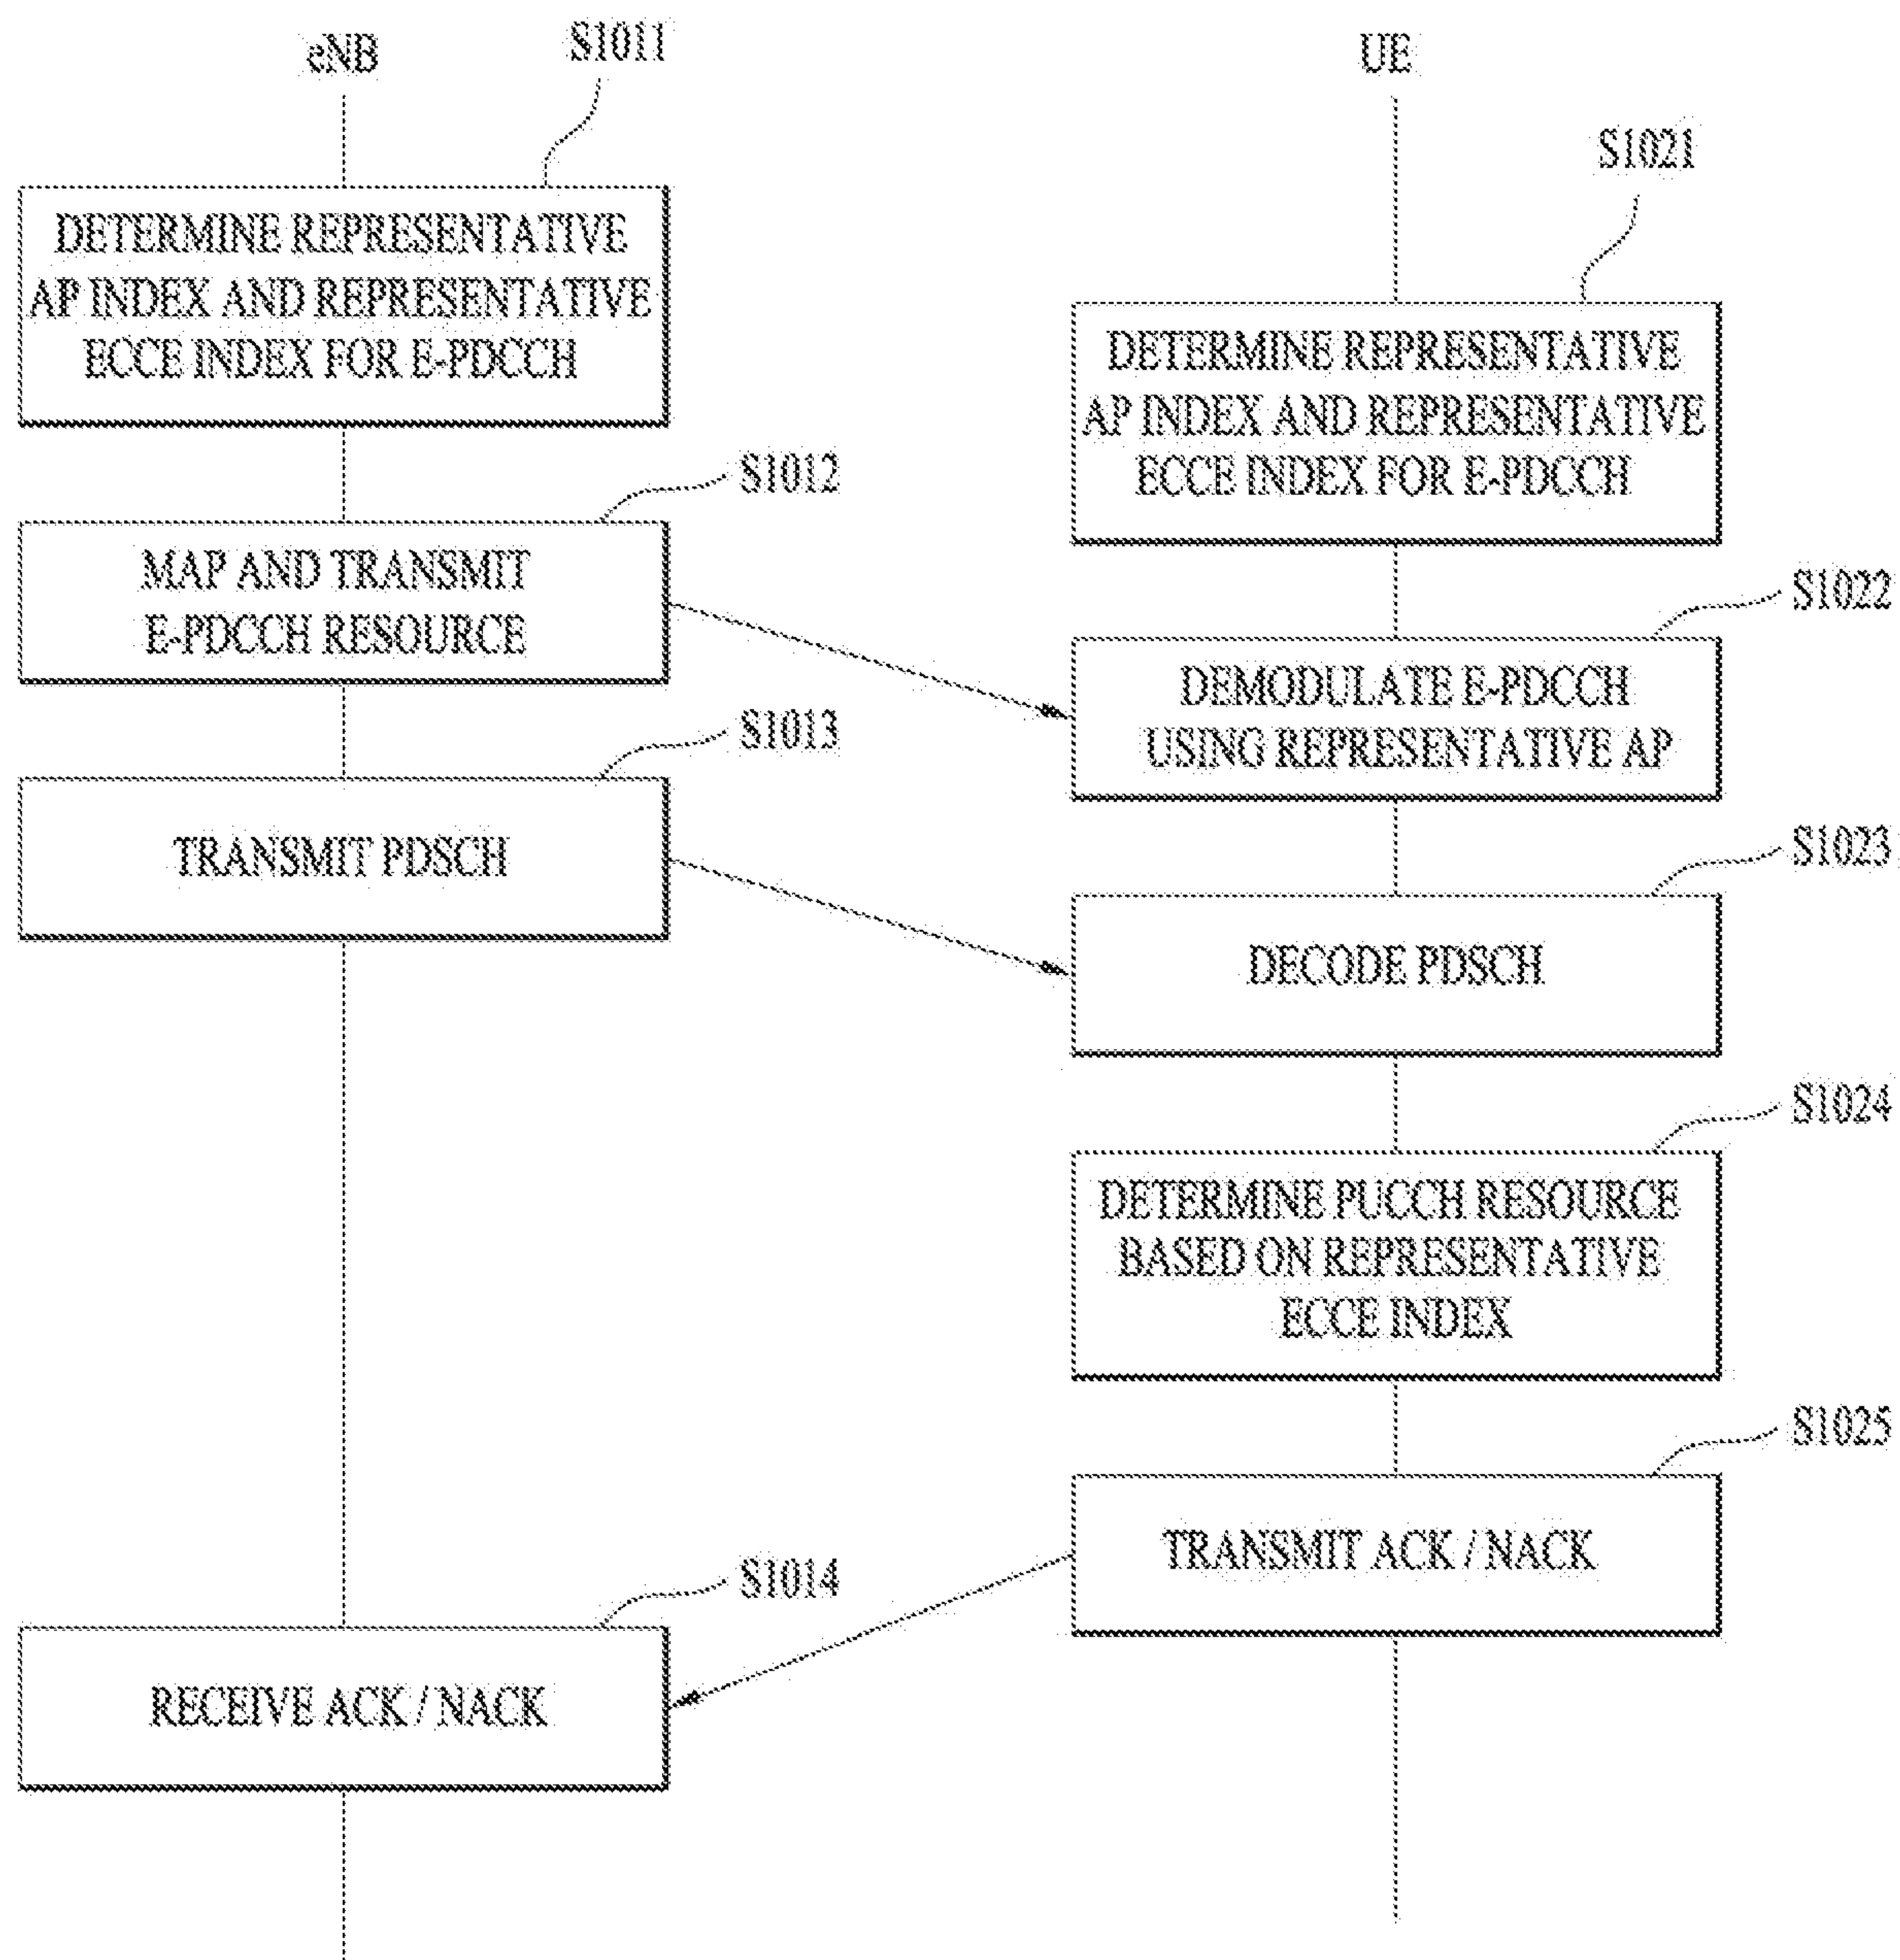 eNB
S1011
UE
S1021
DETERMINE REPRESENTATIVE
AP INDEX AND REPRESENTATIVE
ECCE INDEX FOR E-PDCCH
DETERMINE REPRESENTATIVE
AP INDEX AND REPRESENTATIVE
ECCE INDEX FOR E-PDCCH
S1012
MAP AND TRANSMIT
E-PDCCH RESOURCE
S1022
DEMODULATE E-PDCCH
USING REPRESENTATIVE AP
S1013
TRANSMIT PDSCH
S1023
DECODE PDSCH
S1024
DETERMINE PUCCH RESOURCE
BASED ON REPRESENTATIVE
ECCE INDEX
S1025
TRANSMIT ACK / NACK
S1014
RECEIVE ACK / NACK